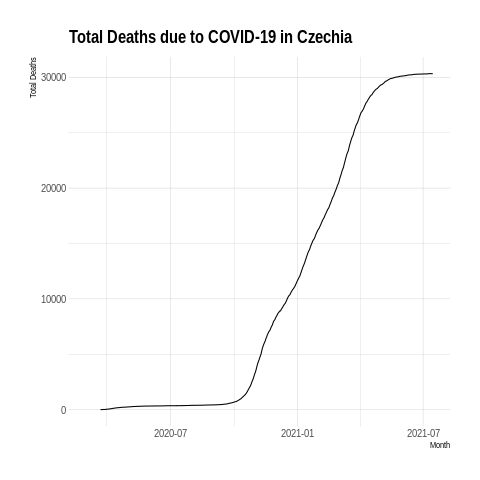 Total Deaths due to COVID-19 in Czechia
Total Deaths
30000
20000
10000
0
2020-07
2021-01
2021-07
Month